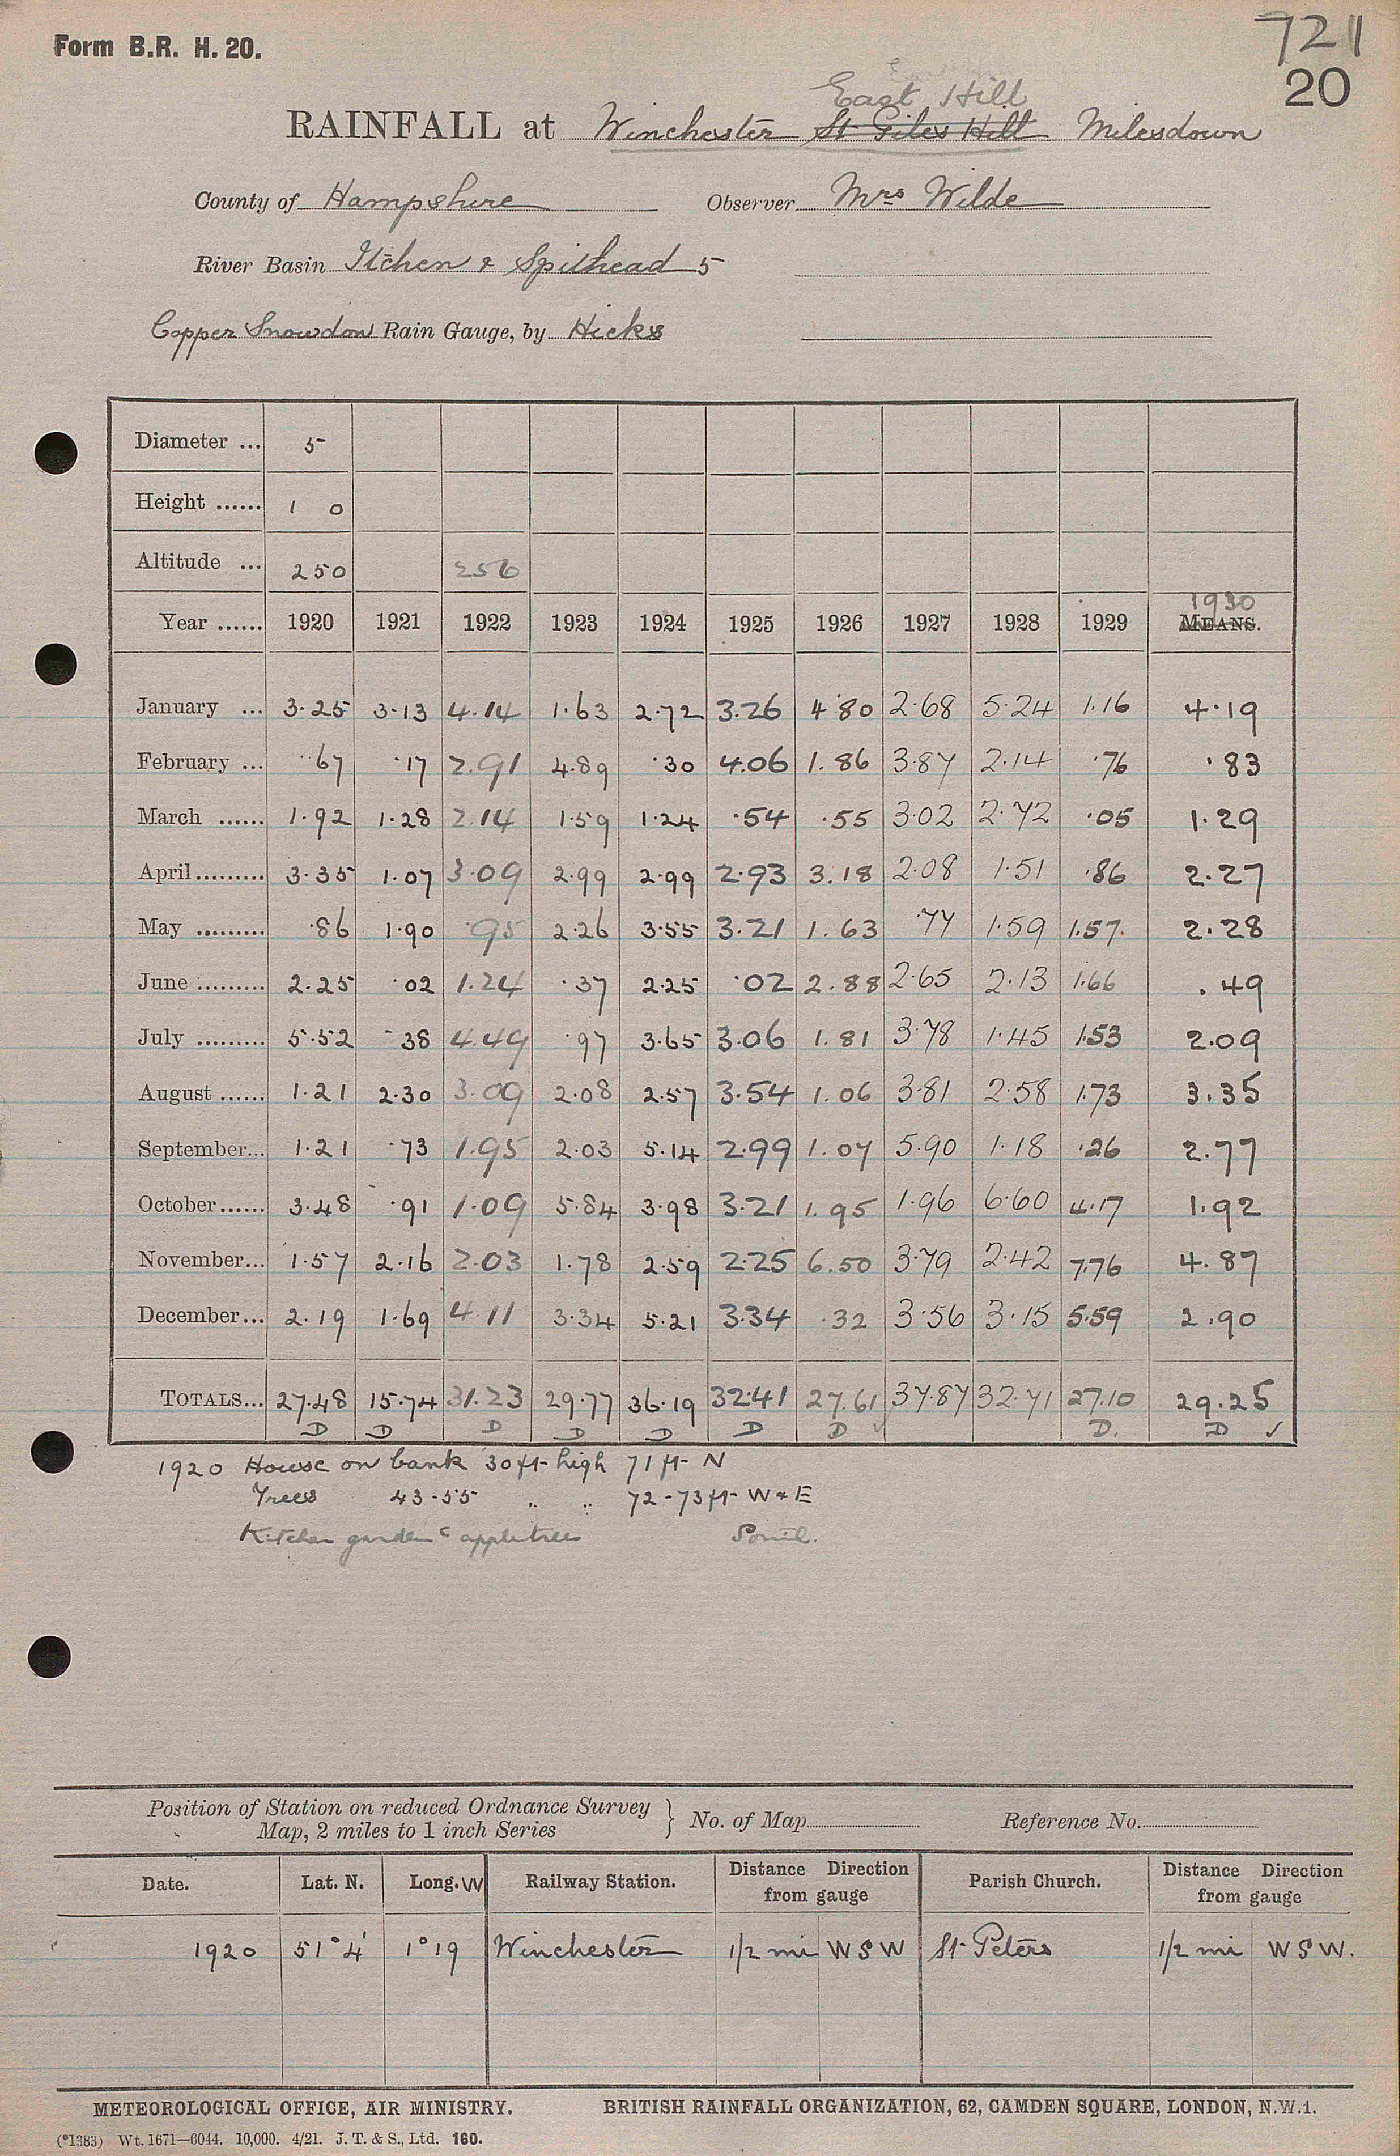 Form B.R. H. 20.
721
20
East Hill
RAINFALL at Winchester St Giles Hill Milesdown
County of Hampshire Observer Mrs Wilde
River Basin Itchen & Spithead 5
Copper Snowdon Rain Gauge, by Hicks
Diameter ... 5
Height ...... 1 0
Altitude ... 250 256
1930
Year ...... 1920 1921 1922 1923 1924 1925 1926 1927 1928 1929 MEANS.
January ... 3.25 3.13 4.14 1.63 2.72 3.26 4.80 2.68 5.24 1.16 4.19
February ... .67 .17 2.91 4.89 .30 4.06 1.86 3.87 2.14 .76 .83
March ...... 1.92 1.28 2.14 1.59 1.24 .54 .55 3.02 2.72 .05 1.29
April ......... 3.35 1.07 3.09 2.99 2.99 2.93 3.18 2.08 1.51 .86 2.27
May ......... .86 1.90 .95 2.26 3.55 3.21 1.63 .77 1.59 1.57. 2.28
June ......... 2.25 .02 1.24 .37 2.25 .02 2.88 2.65 2.13 1.66 .49
July ......... 5.52 .38 4.49 .97 3.65 3.06 1.81 3.78 1.45 1.53 2.09
August ...... 1.21 2.30 3.09 2.08 2.57 3.54 1.06 3.81 2.58 1.73 3.35
September... 1.21 .73 1.95 2.03 5.14 2.99 1.07 5.90 1.18 .26 2.77
October...... 3.48 .91 1.09 5.84 3.98 3.21 1.95 1.96 6.60 4.17 1.92
November... 1.57 2.16 2.03 1.78 2.59 2.25 6.50 3.79 2.42 7.76 4.87
December... 2.19 1.69 4.11 3.34 5.21 3.34 .32 3.56 3.15 5.59 2.90
TOTALS... 27.48 15.74 31.23 29.77 36.19 32.41 27.61 37.87 32.71 27.10 29.25
D D D D D D D ✓ D. D ✓
1920 House on bank 30ft high 71 ft N
Trees 43-55 " " 72-73ft W & E
Kitchen garden appletrees
Position of Station on reduced Ordnance Survey
Map, 2 miles to 1 inch Series } No. of Map Reference No.
Date. Lat. N. Long. W Railway Station. Distance Direction from gauge Parish Church. Distance Direction from gauge
1920 51° 4' 1° 19 Winchester 1/2 mi WSW St Peters 1/2 mi WSW.
METEOROLOGICAL OFFICE, AIR MINISTRY. BRITISH RAINFALL ORGANIZATION, 62, CAMDEN SQUARE, LONDON, N.W.1.
(*1383) Wt. 1671—6044. 10,000. 4/21. J. T. & S., Ltd. 160.